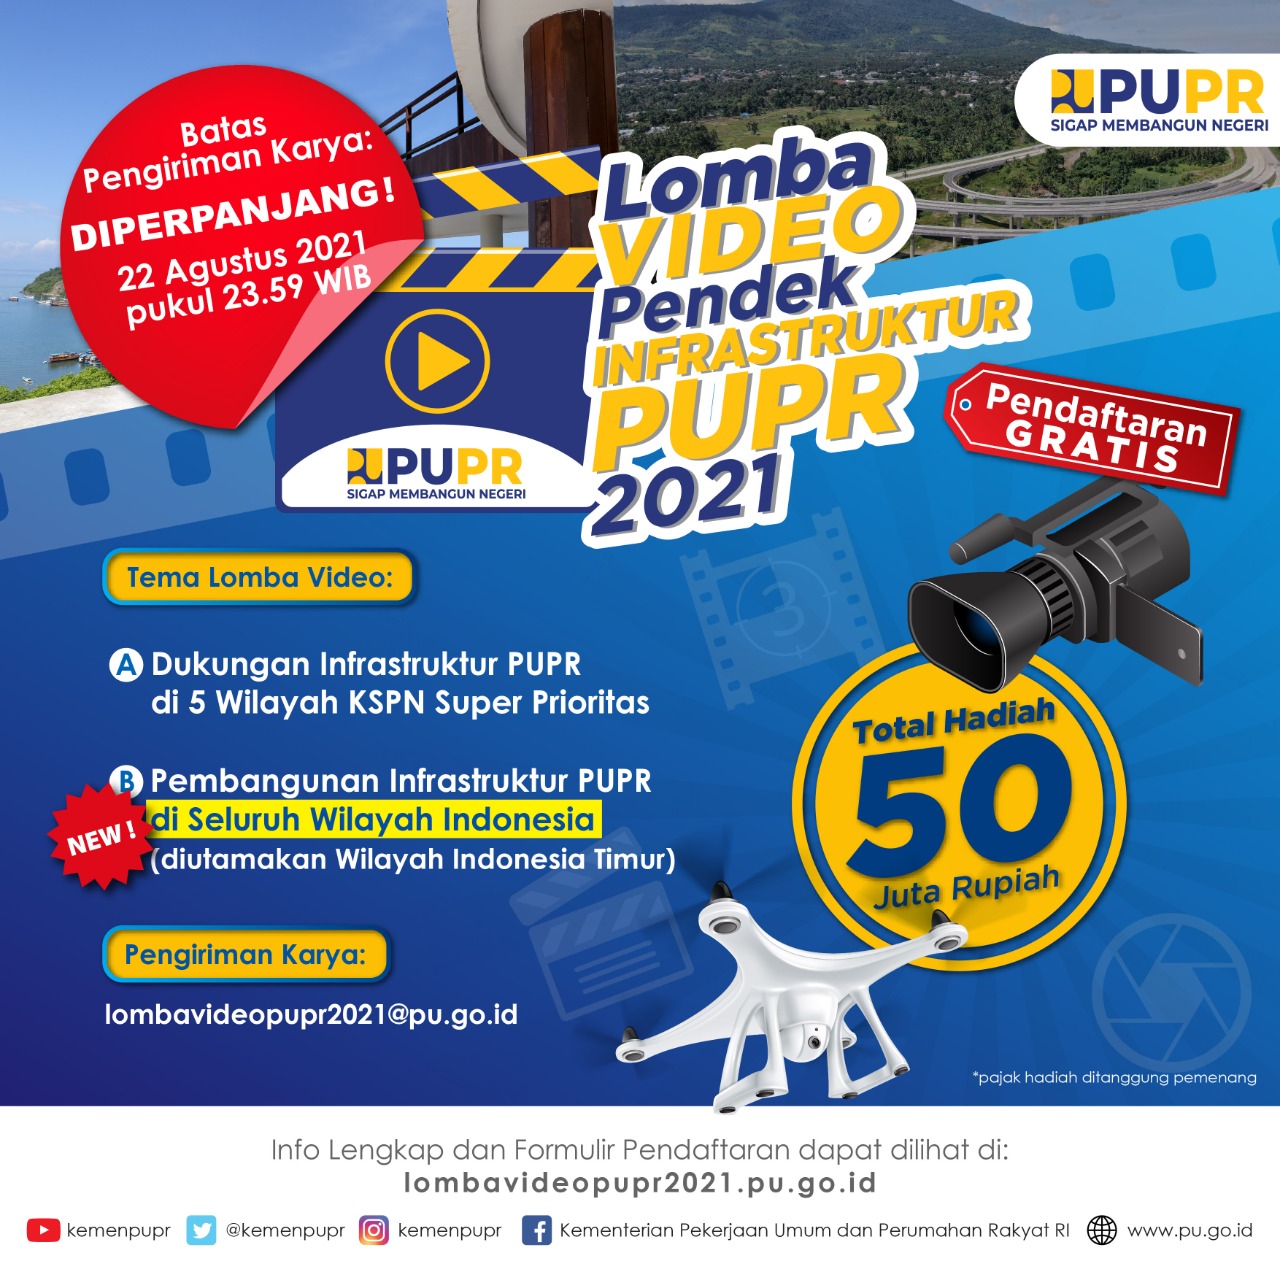 Batas
Pengiriman Karya:
DIPERPANJANG!
22 Agustus 2021
pukul 23.59 WIB
PUPR
SIGAP MEMBANGUN NEGERI
Lomba
VIDEO
Pendek
INFRASTRUKTUR
PUPR
2021
PUPR
SIGAP MEMBANGUN NEGERI
Pendaftaran
GRATIS
Tema Lomba Video:
A Dukungan Infrastruktur PUPR
di 5 Wilayah KSPN Super Prioritas
B Pembangunan Infrastruktur PUPR
NEW!
di Seluruh Wilayah Indonesia
(diutamakan Wilayah Indonesia Timur)
3
Total Hadiah
50
Juta Rupiah
Pengiriman Karya:
lombavideopupr2021@pu.go.id
*pajak hadiah ditanggung pemenang
Info Lengkap dan Formulir Pendaftaran dapat dilihat di:
lombavideopupr2021.pu.go.id
kemenpupr @kemenpupr kemenpupr Kementerian Pekerjaan Umum dan Perumahan Rakyat RI www.pu.go.id